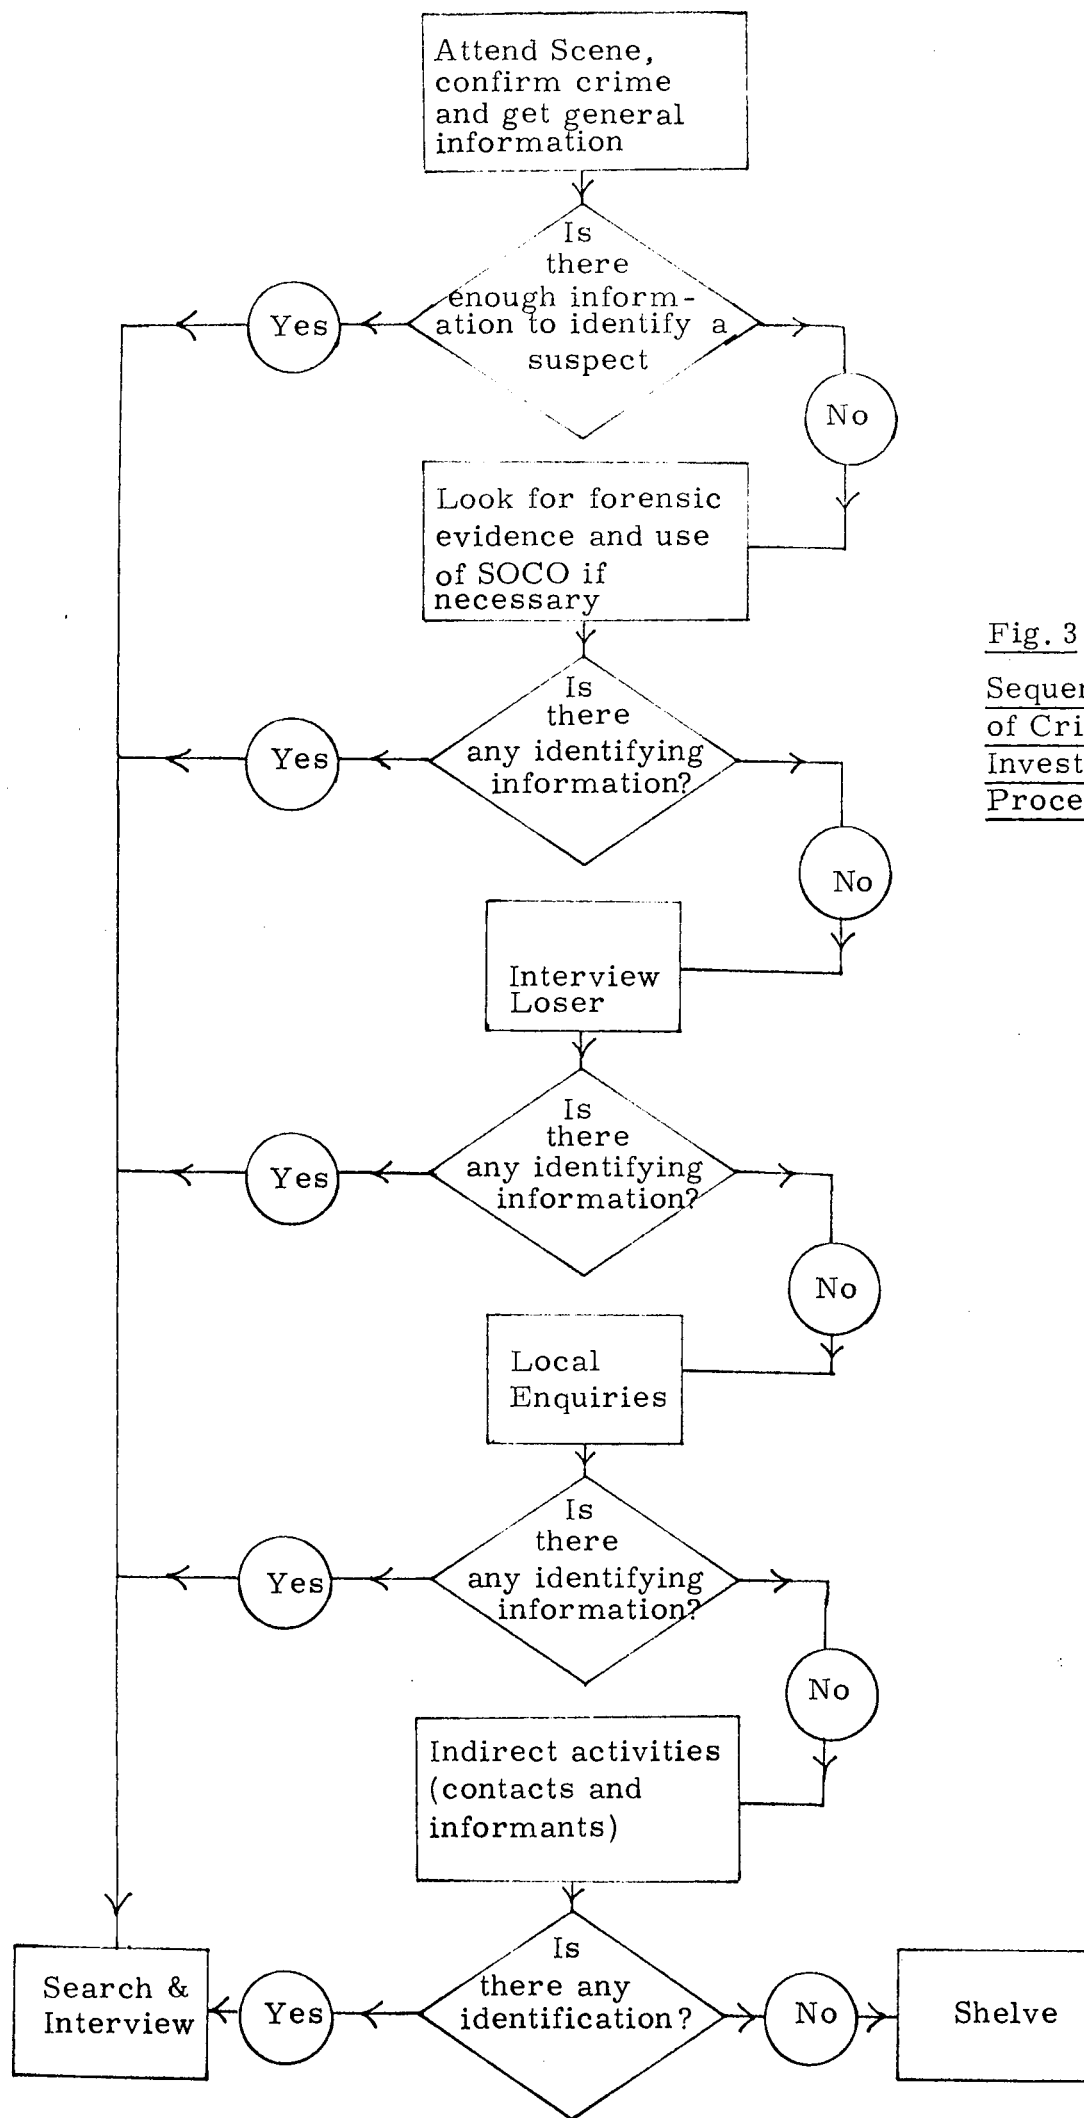 Attend Scene,
confirm crime
and get general
information
Is
there
enough inform-
ation to identify a
suspect
Yes
No
Look for forensic
evidence and use
of SOCO if
necessary
Fig. 3
Is
there
any identifying
information?
Yes
No
Interview
Loser
Is
there
any identifying
information?
Yes
No
Local
Enquiries
Is
there
any identifying
information?
Yes
No
Indirect activities
(contacts and
informants)
Is
there any
identification?
Yes
No
Search &
Interview
Shelve
of